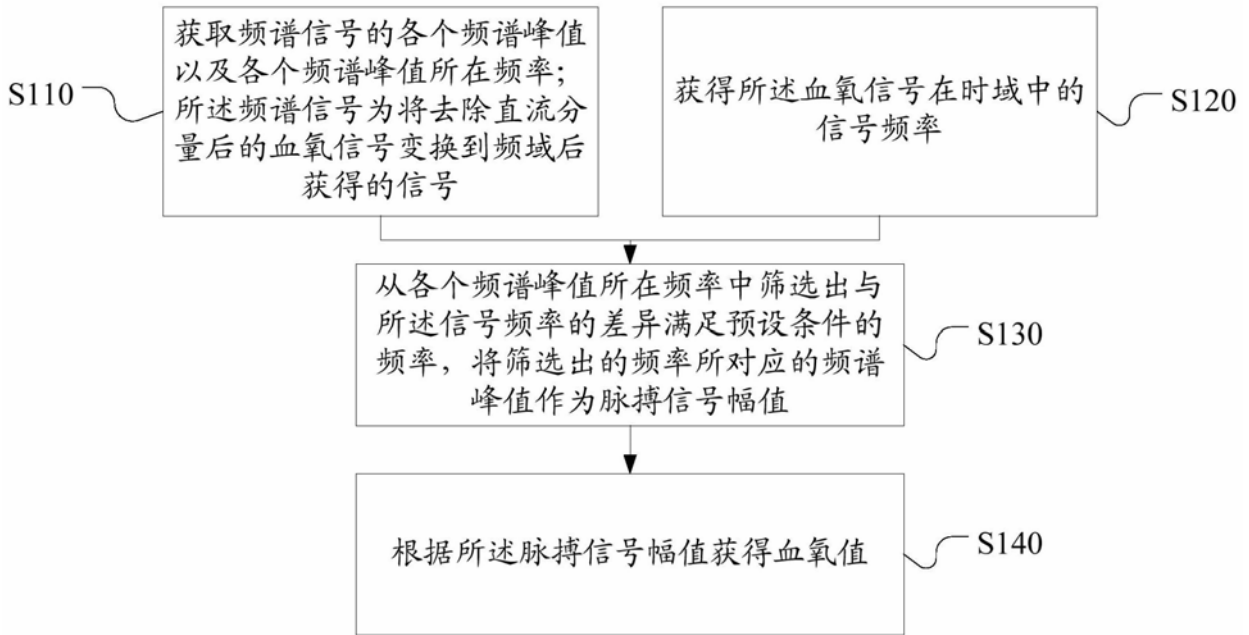 S110
获取频谱信号的各个频谱峰值
以及各个频谱峰值所在频率；
所述频谱信号为将去除直流分
量后的血氧信号变换到频域后
获得的信号
获得所述血氧信号在时域中的
信号频率
S120
从各个频谱峰值所在频率中筛选出与
所述信号频率的差异满足预设条件的
频率，将筛选出的频率所对应的频谱
峰值作为脉搏信号幅值
S130
根据所述脉搏信号幅值获得血氧值
S140